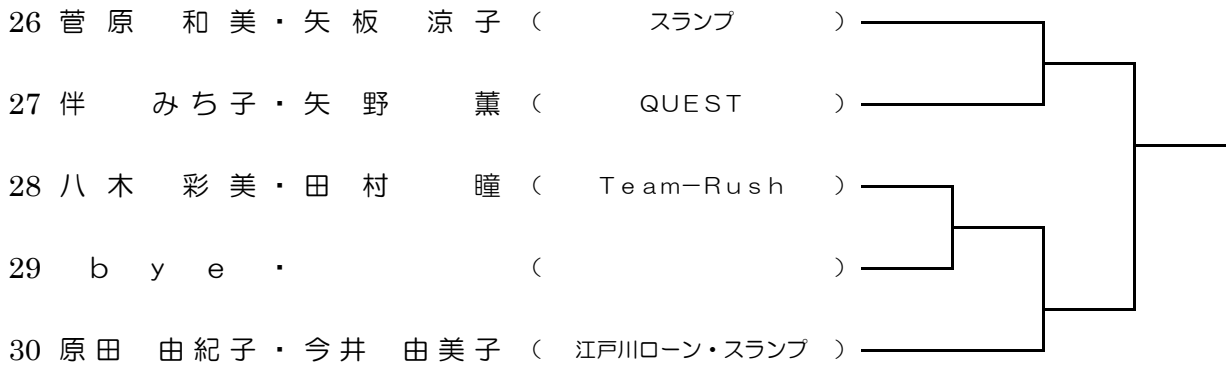 26 菅原 和美・矢板 涼子 ( スランプ )
27 伴 みち子・矢野 薫 ( QUEST )
28 八木 彩美・田村 瞳 ( Team−Rush )
29 bye・ ( )
30 原田 由紀子・今井 由美子 ( 江戸川ローン・スランプ )